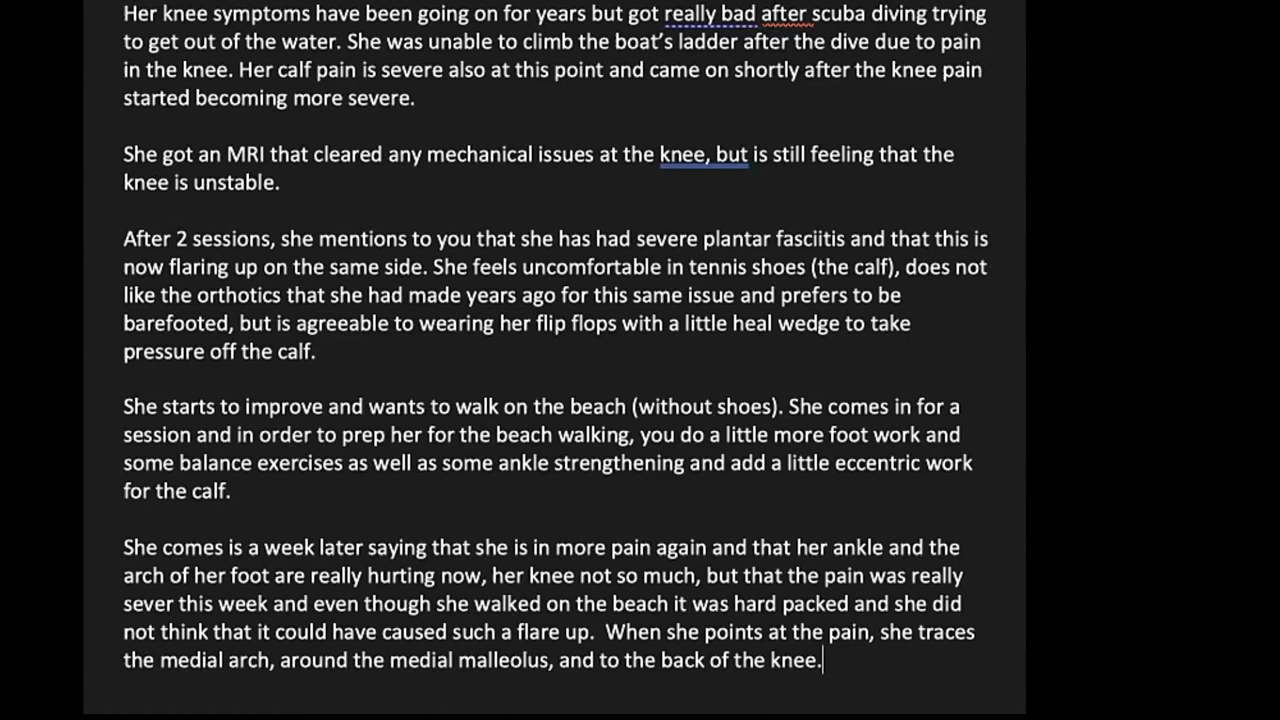 Her knee symptoms have been going on for years but got really bad after scuba diving trying
to get out of the water. She was unable to climb the boat’s ladder after the dive due to pain
in the knee. Her calf pain is severe also at this point and came on shortly after the knee pain
started becoming more severe.
She got an MRI that cleared any mechanical issues at the knee, but is still feeling that the
knee is unstable.
After 2 sessions, she mentions to you that she has had severe plantar fasciitis and that this is
now flaring up on the same side. She feels uncomfortable in tennis shoes (the calf), does not
like the orthotics that she had made years ago for this same issue and prefers to be
barefooted, but is agreeable to wearing her flip flops with a little heal wedge to take
pressure off the calf.
She starts to improve and wants to walk on the beach (without shoes). She comes in for a
session and in order to prep her for the beach walking, you do a little more foot work and
some balance exercises as well as some ankle strengthening and add a little eccentric work
for the calf.
She comes is a week later saying that she is in more pain again and that her ankle and the
arch of her foot are really hurting now, her knee not so much, but that the pain was really
sever this week and even though she walked on the beach it was hard packed and she did
not think that it could have caused such a flare up.  When she points at the pain, she traces
the medial arch, around the medial malleolus, and to the back of the knee.